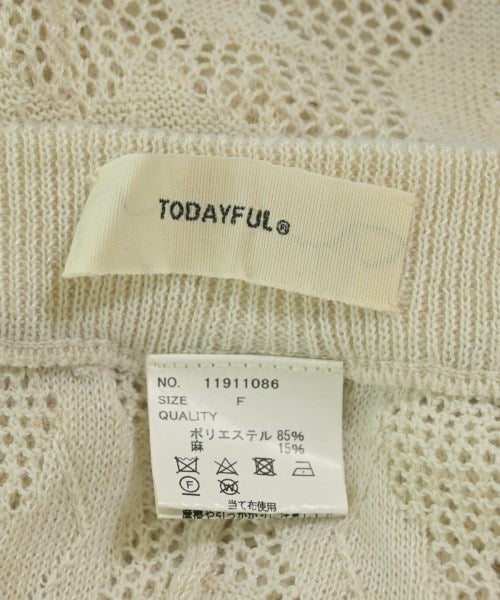 TODAYFUL®
NO. 11911086
SIZE F
QUALITY
ポリエステル 85%
麻 15%
F W
当て布使用